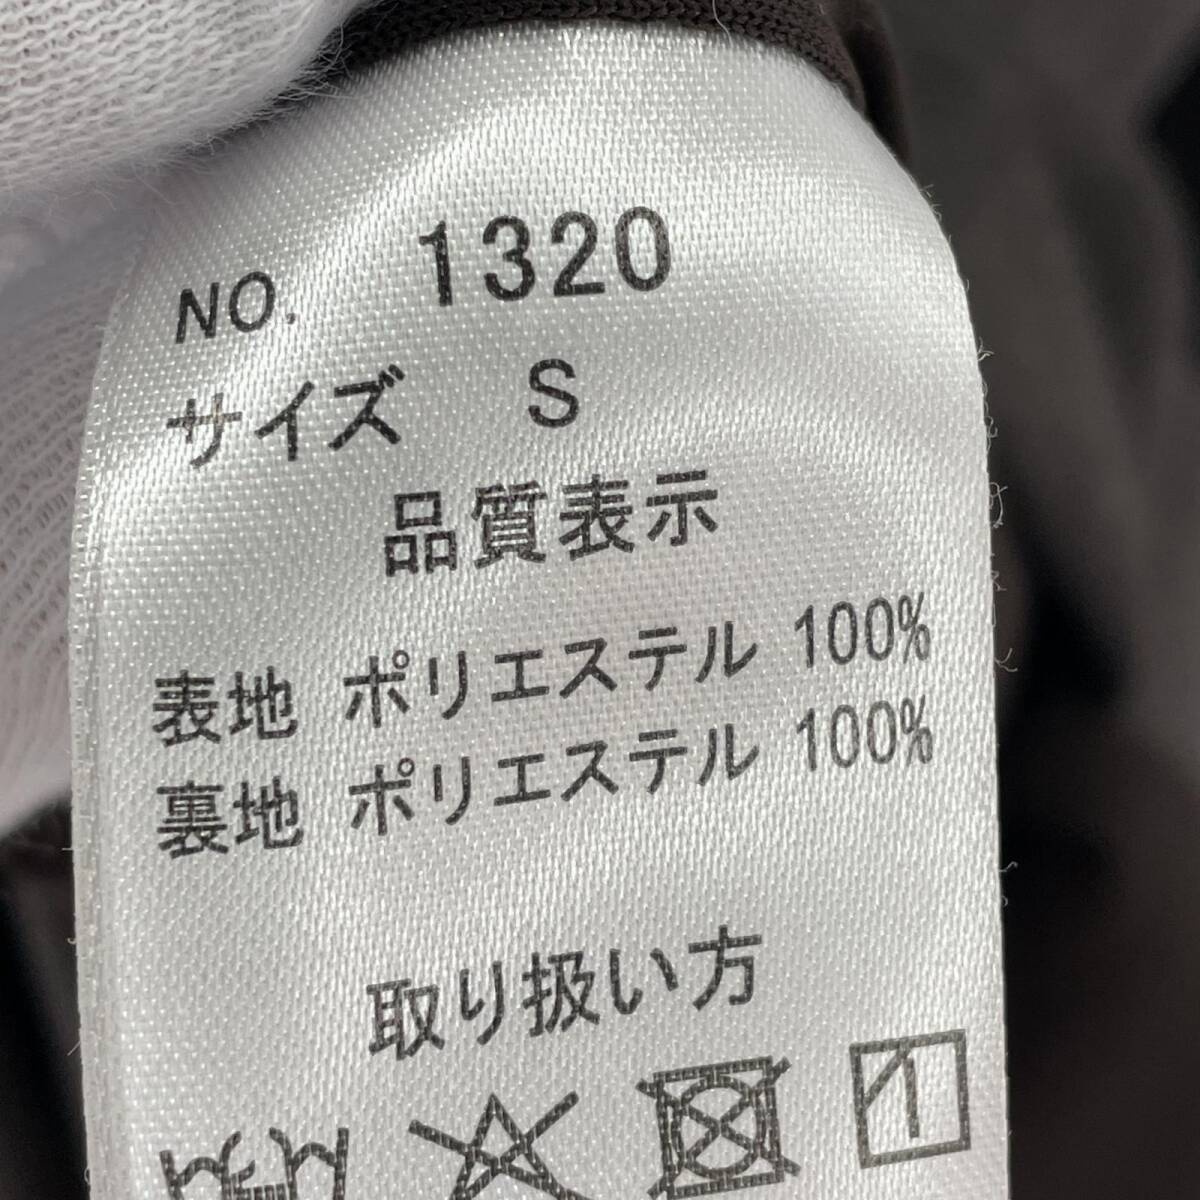 NO. 1320
サイズ S
品質表示
表地 ポリエステル 100%
裏地 ポリエステル 100%
取り扱い方